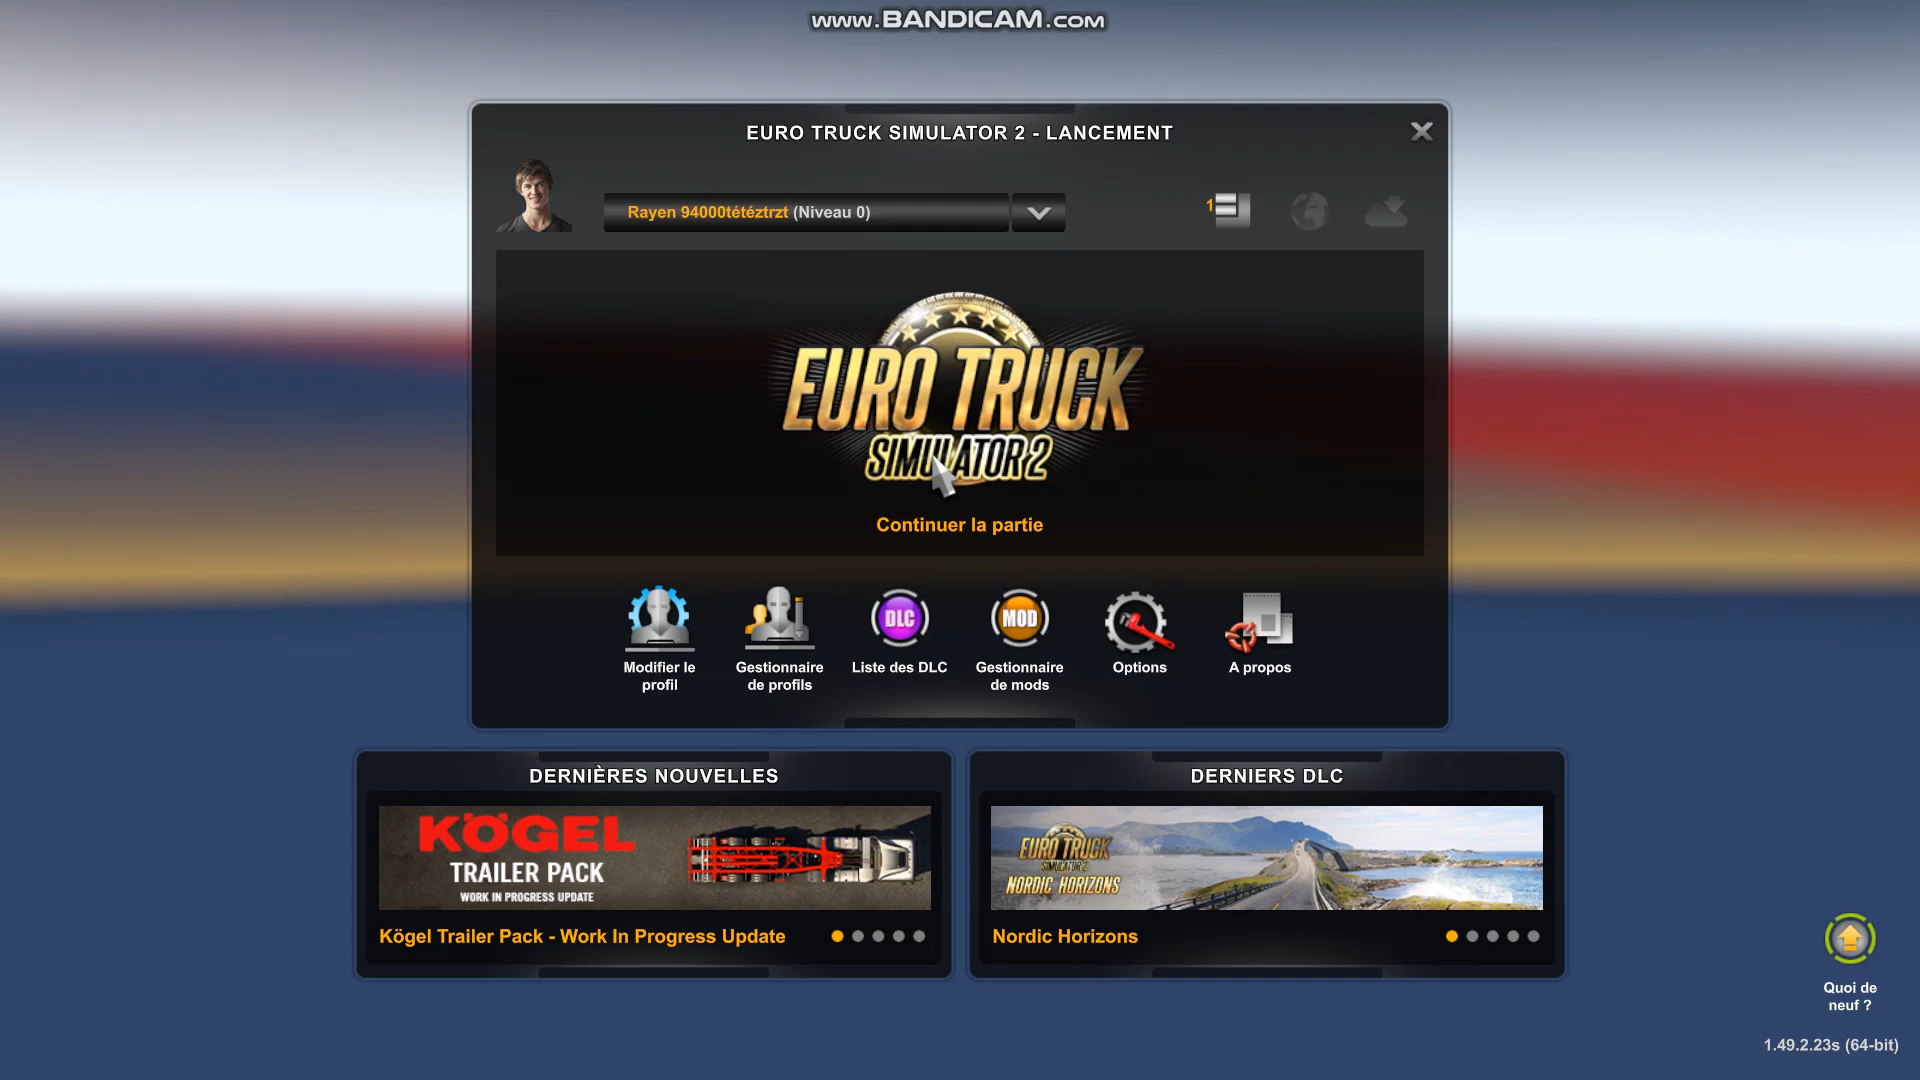 www.BANDICAM.com
EURO TRUCK SIMULATOR 2 - LANCEMENT
Rayen 94000tétéztrzt (Niveau 0)
1
EURO TRUCK
SIMULATOR 2
Continuer la partie
DLC
MOD
Modifier le
profil
Gestionnaire
de profils
Liste des DLC
Gestionnaire
de mods
Options
A propos
DERNIÈRES NOUVELLES
KÖGEL
TRAILER PACK
WORK IN PROGRESS UPDATE
Kögel Trailer Pack - Work In Progress Update
DERNIERS DLC
EURO TRUCK
SIMULATOR 2
NORDIC HORIZONS
Nordic Horizons
Quoi de
neuf ?
1.49.2.23s (64-bit)